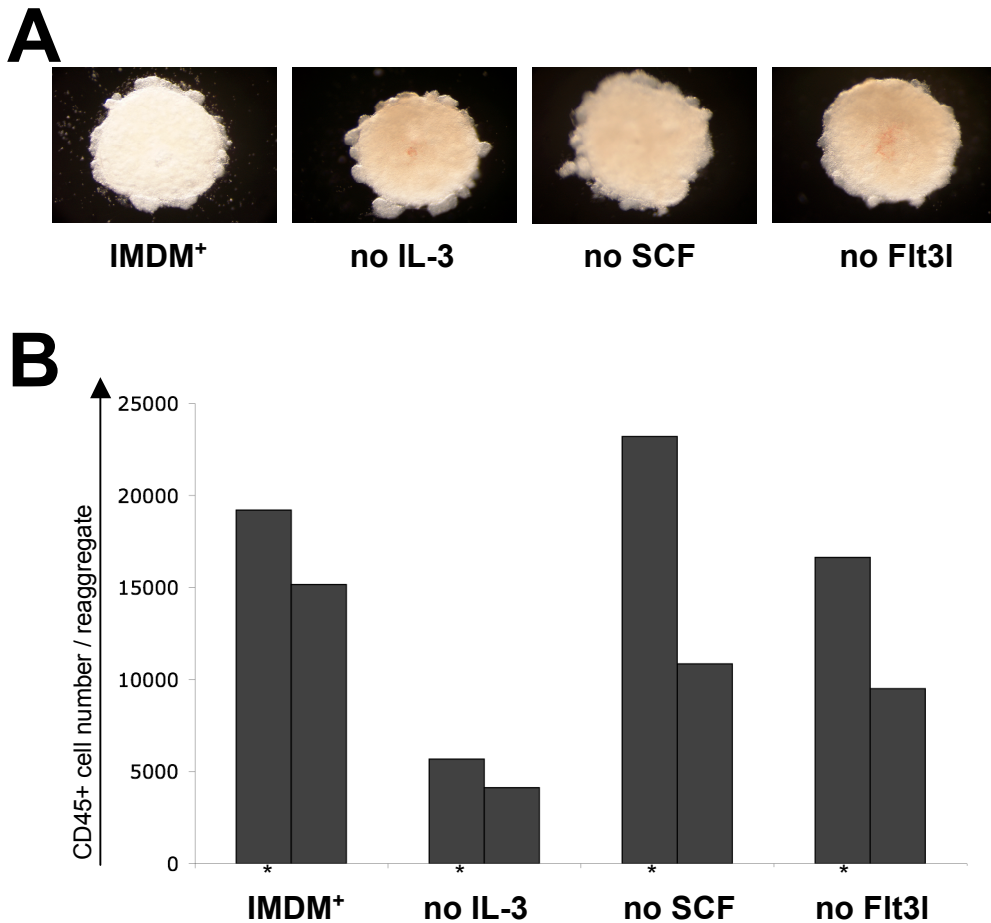 A
IMDM⁺ no IL-3 no SCF no Flt3l
B
CD45+ cell number / reaggregate
25000
20000
15000
10000
5000
0
* * * *
IMDM⁺ no IL-3 no SCF no Flt3l